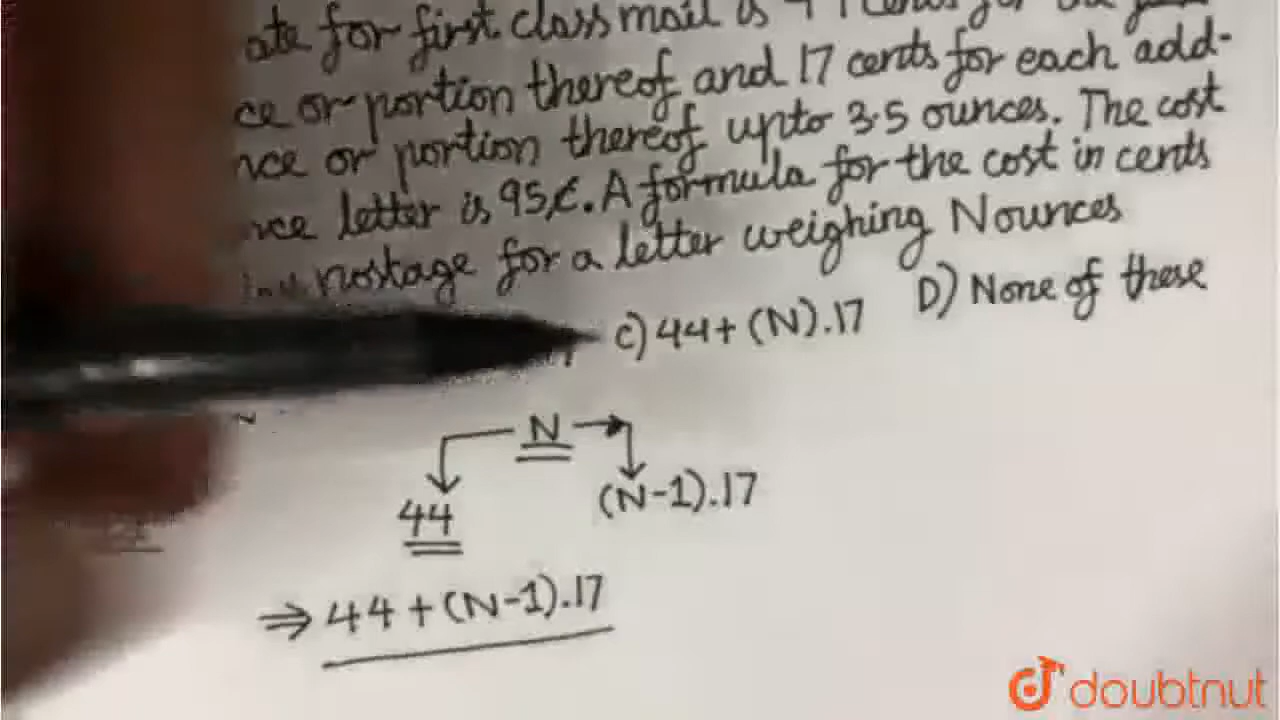 ate for first class mail is
ce or portion thereof and 17 cents for each add-
nce or portion thereof upto 3.5 ounces. The cost
nce letter is 95¢. A formula for the cost in cents
postage for a letter weighing N ounces
C) 44+(N).17 D) None of these
N
44 (N-1).17
⇒ 44+(N-1).17
doubtnut